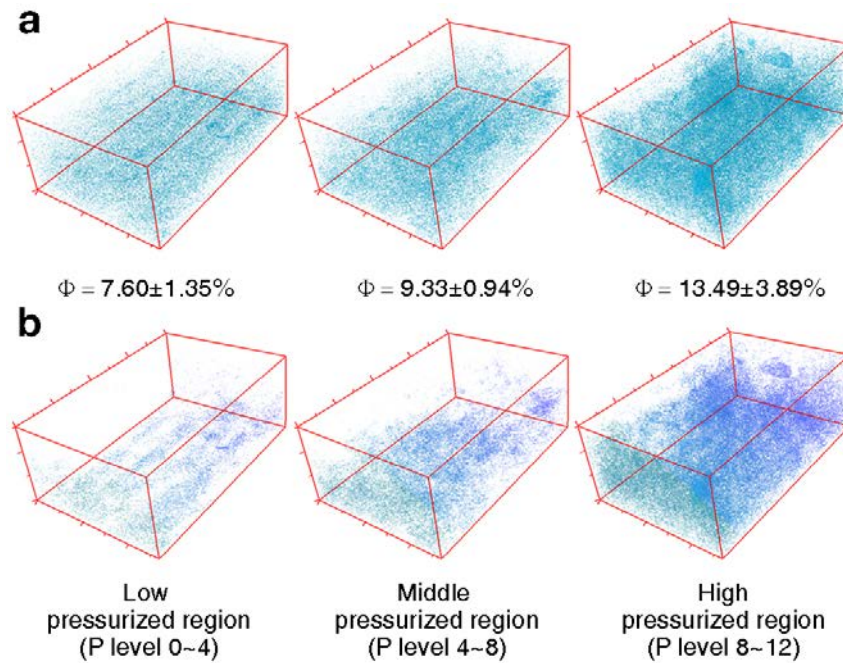 a
Φ = 7.60±1.35%
Φ = 9.33±0.94%
Φ = 13.49±3.89%
b
Low
pressurized region
(P level 0~4)
Middle
pressurized region
(P level 4~8)
High
pressurized region
(P level 8~12)